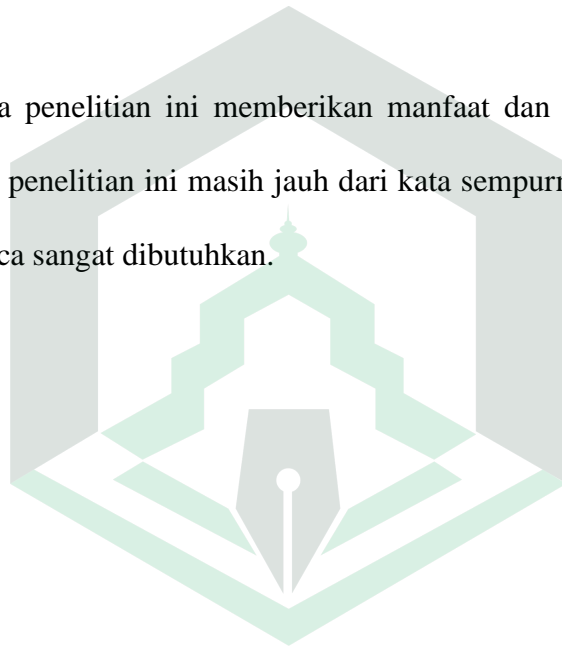 a penelitian ini memberikan manfaat dan
penelitian ini masih jauh dari kata sempurn
ca sangat dibutuhkan.